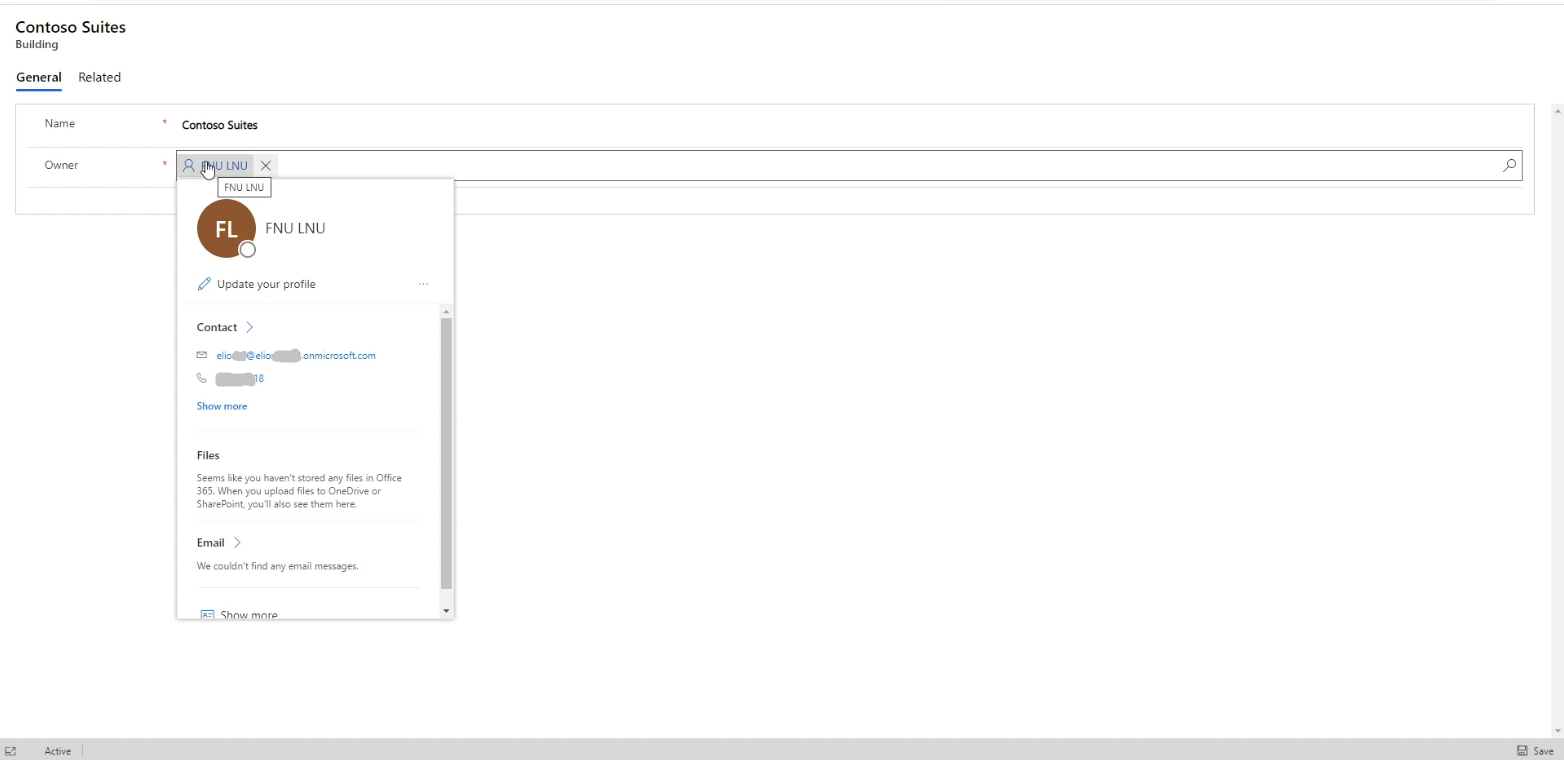 Contoso Suites
Building
General Related
Name * Contoso Suites
Owner * FNU LNU
FNU LNU
FL FNU LNU
Update your profile ...
Contact
elio @elio .onmicrosoft.com
18
Show more
Files
Seems like you haven't stored any files in Office
365. When you upload files to OneDrive or
SharePoint, you'll also see them here.
Email
We couldn't find any email messages.
Show more
Active Save